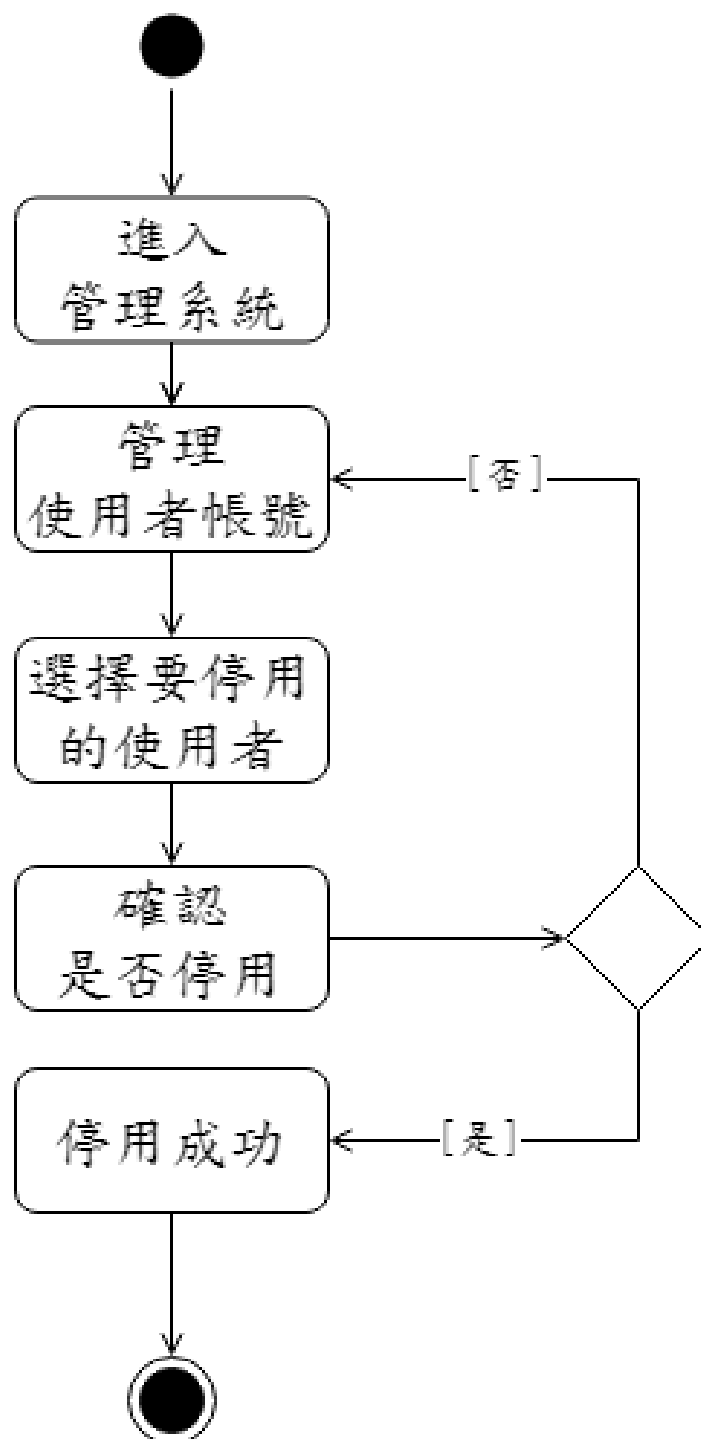 進入
管理系統
管理
使用者帳號
[否]
選擇要停用
的使用者
確認
是否停用
停用成功
[是]